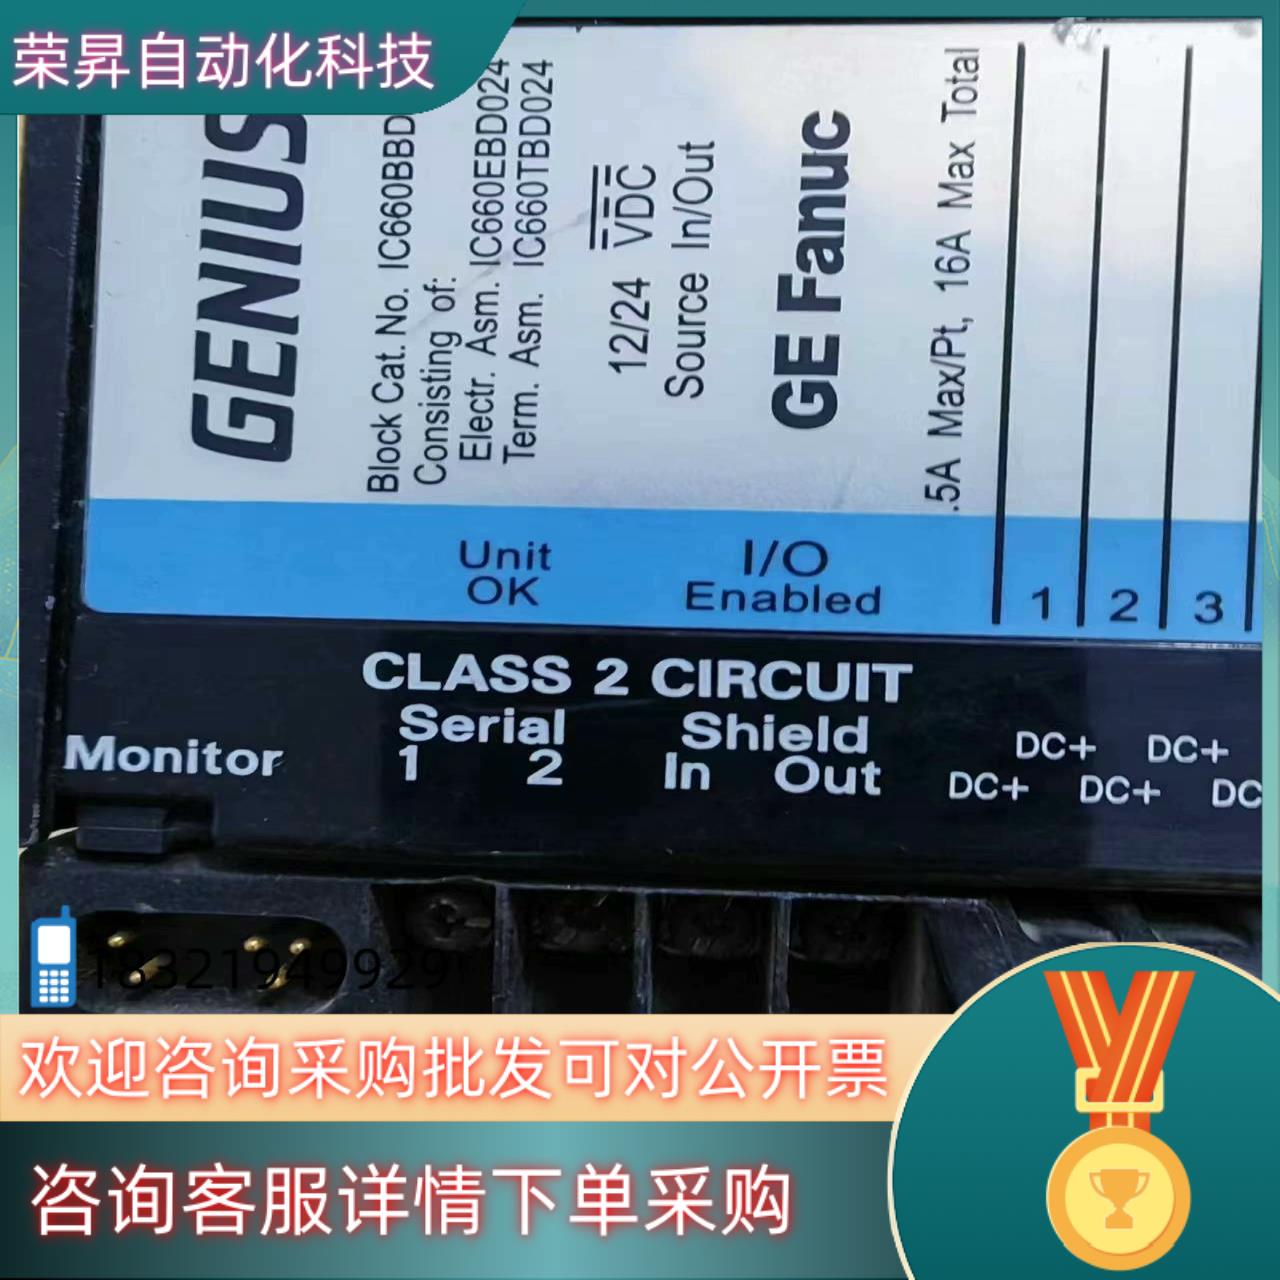 荣昇自动化科技
GENIUS
Block Cat. No. IC660BBD
Consisting of:
Electr. Asm. IC660EBD024
Term. Asm. IC660TBD024
12/24 VDC
Source In/Out
GE Fanuc
.5A Max/Pt, 16A Max Total
Unit
OK
I/O
Enabled
1 2 3
CLASS 2 CIRCUIT
Serial Shield
Monitor 1 2 In Out
DC+ DC+
DC+ DC+ DC
18321949929
欢迎咨询采购批发可对公开票
咨询客服详情下单采购